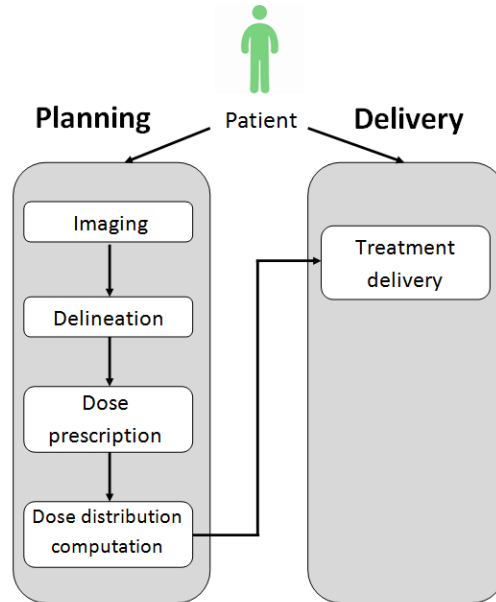 Planning
Patient
Delivery
Imaging
Delineation
Dose
prescription
Dose distribution
computation
Treatment
delivery